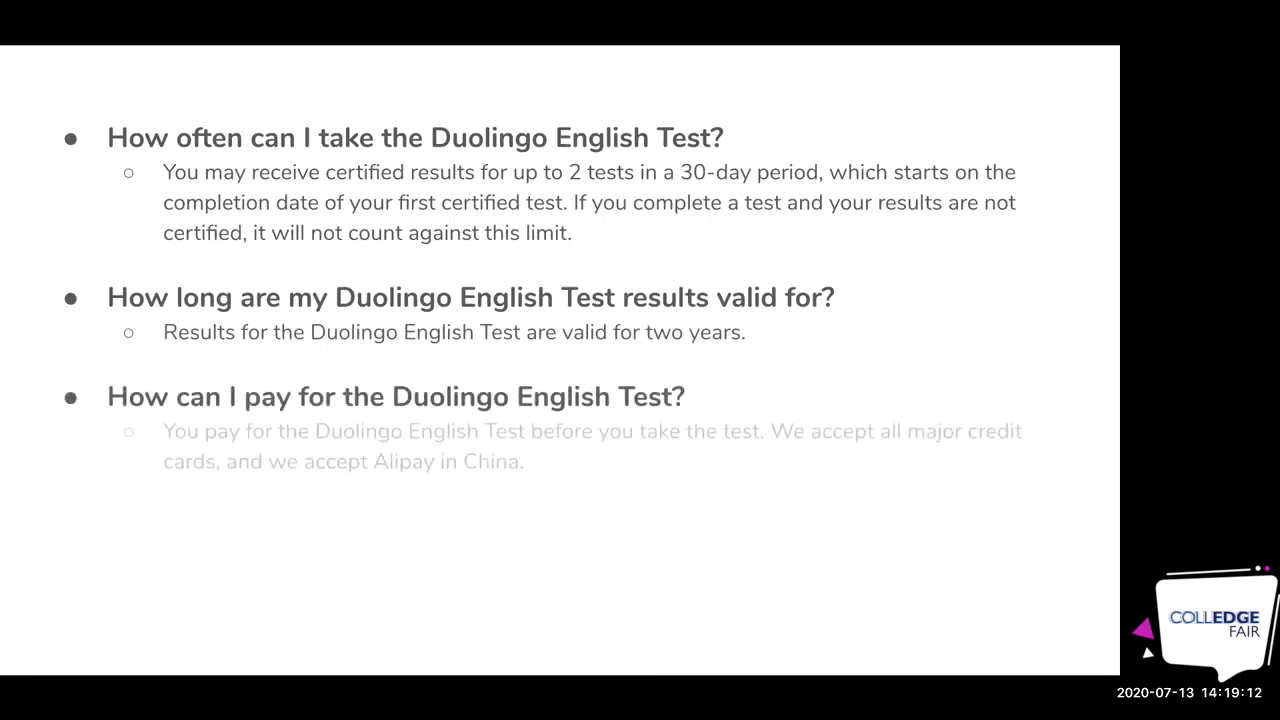 ● How often can I take the Duolingo English Test?
○ You may receive certified results for up to 2 tests in a 30-day period, which starts on the
completion date of your first certified test. If you complete a test and your results are not
certified, it will not count against this limit.
● How long are my Duolingo English Test results valid for?
○ Results for the Duolingo English Test are valid for two years.
● How can I pay for the Duolingo English Test?
○ You pay for the Duolingo English Test before you take the test. We accept all major credit
cards, and we accept Alipay in China.
COLLEDGE
FAIR
2020-07-13 14:19:12